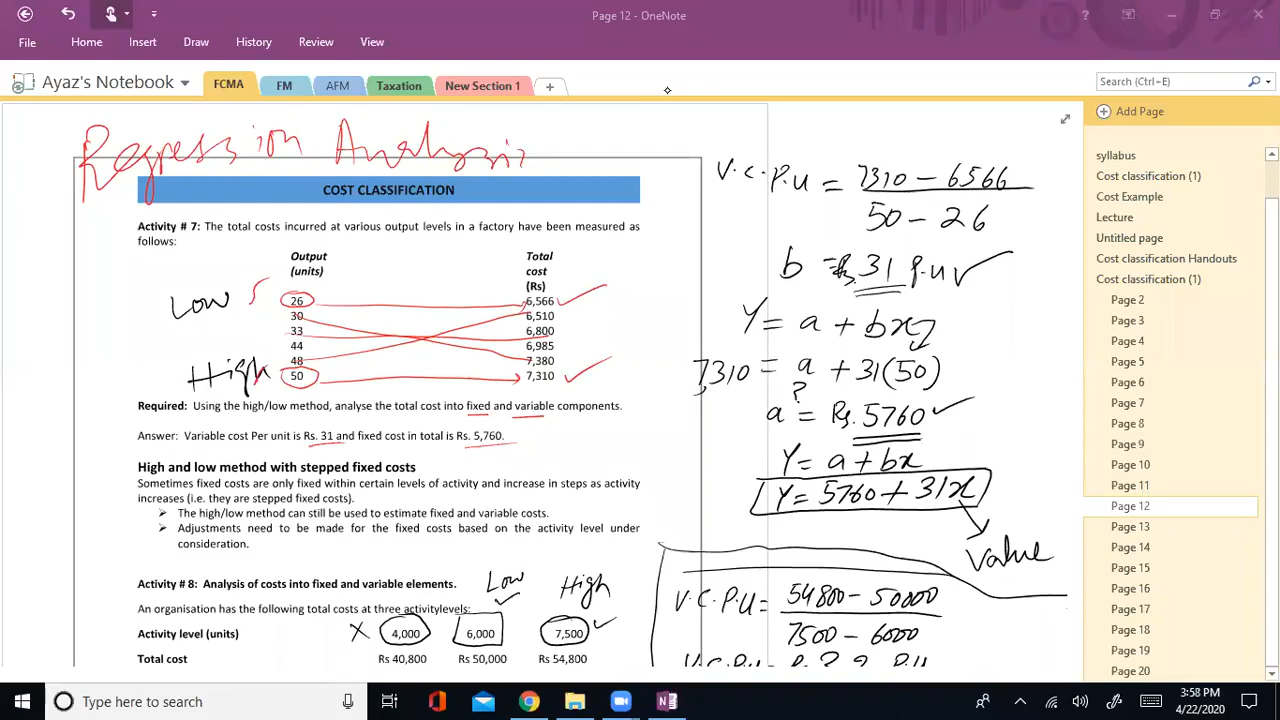 Page 12 - OneNote
File Home Insert Draw History Review View
Ayaz's Notebook FCMA FM AFM Taxation New Section 1 Search (Ctrl+E)
Add Page
Regression Analysis
COST CLASSIFICATION
Activity # 7: The total costs incurred at various output levels in a factory have been measured as
follows:
Output Total
(units) cost
(Rs)
26 6,566
30 6,510
33 6,800
44 6,985
48 7,380
50 7,310
Low
High
Required: Using the high/low method, analyse the total cost into fixed and variable components.
Answer: Variable cost Per unit is Rs. 31 and fixed cost in total is Rs. 5,760.
High and low method with stepped fixed costs
Sometimes fixed costs are only fixed within certain levels of activity and increase in steps as activity
increases (i.e. they are stepped fixed costs).
The high/low method can still be used to estimate fixed and variable costs.
Adjustments need to be made for the fixed costs based on the activity level under
consideration.
Activity # 8: Analysis of costs into fixed and variable elements.
Low High
An organisation has the following total costs at three activitylevels:
Activity level (units) X 4,000 6,000 7,500
Total cost Rs 40,800 Rs 50,000 Rs 54,800
V.C.P.U = 7310 - 6566
50 - 26
b = Rs. 31 P.u
Y = a + bx
7,310 = a + 31(50)
?
a = Rs. 5760
Y = a + bx
Y = 5760 + 31x
Value
V.C.P.U = 54800 - 50000
7500 - 6000
syllabus
Cost classification (1)
Cost Example
Lecture
Untitled page
Cost classification Handouts
Cost classification (1)
Page 2
Page 3
Page 4
Page 5
Page 6
Page 7
Page 8
Page 9
Page 10
Page 11
Page 12
Page 13
Page 14
Page 15
Page 16
Page 17
Page 18
Page 19
Page 20
Type here to search
3:58 PM
4/22/2020